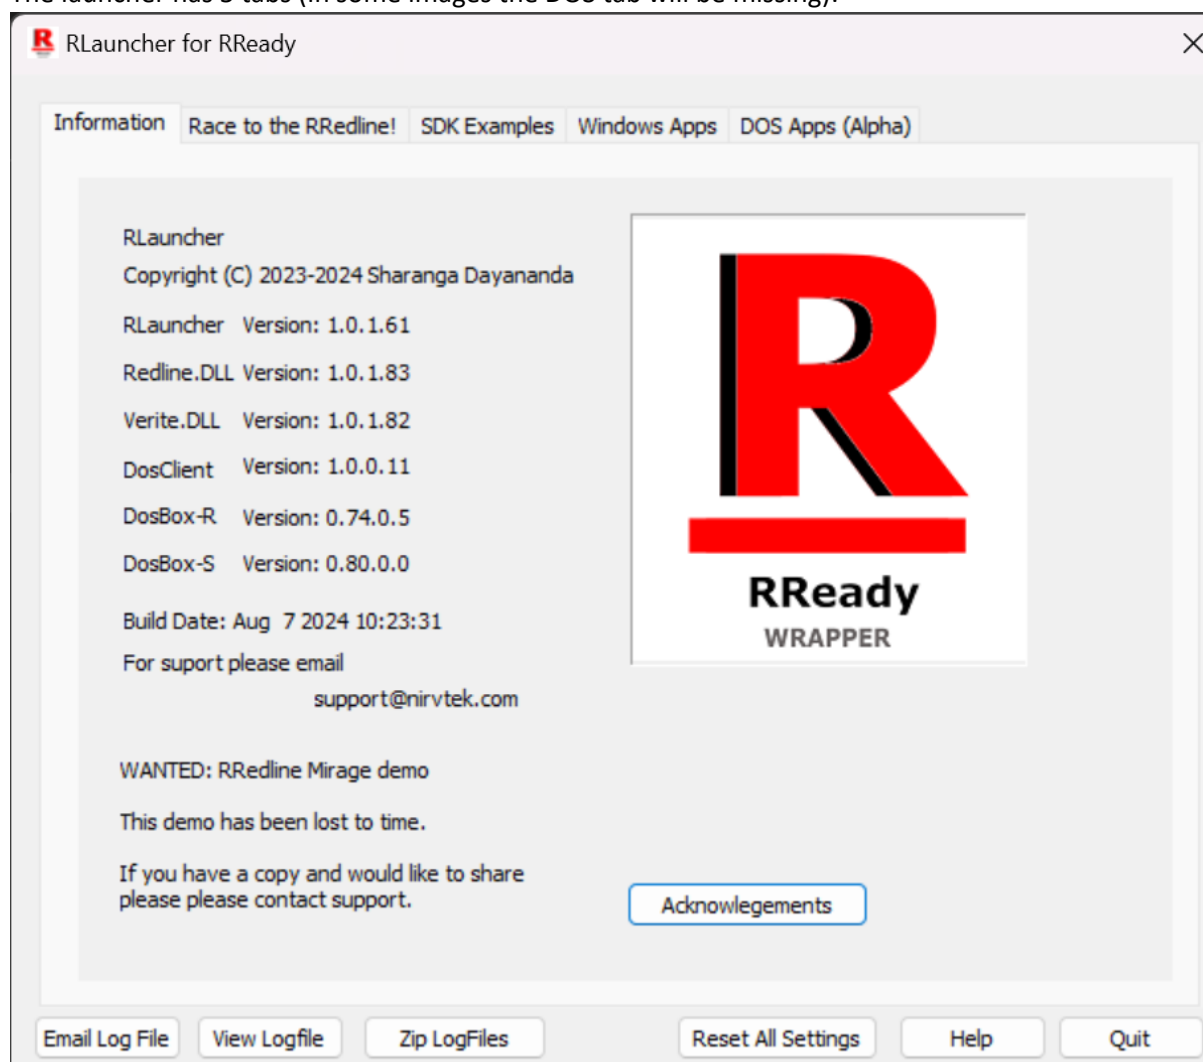 The launcher has 5 tabs (in some images the DOS tab will be missing).
RLauncher for RReady
Information Race to the RRedline! SDK Examples Windows Apps DOS Apps (Alpha)
RLauncher
Copyright (C) 2023-2024 Sharanga Dayananda
RLauncher Version: 1.0.1.61
Redline.DLL Version: 1.0.1.83
Verite.DLL Version: 1.0.1.82
DosClient Version: 1.0.0.11
DosBox-R Version: 0.74.0.5
DosBox-S Version: 0.80.0.0
Build Date: Aug 7 2024 10:23:31
For suport please email
support@nirvtek.com
R
RReady
WRAPPER
WANTED: RRedline Mirage demo
This demo has been lost to time.
If you have a copy and would like to share
please please contact support.
Acknowlegements
Email Log File View Logfile Zip LogFiles Reset All Settings Help Quit